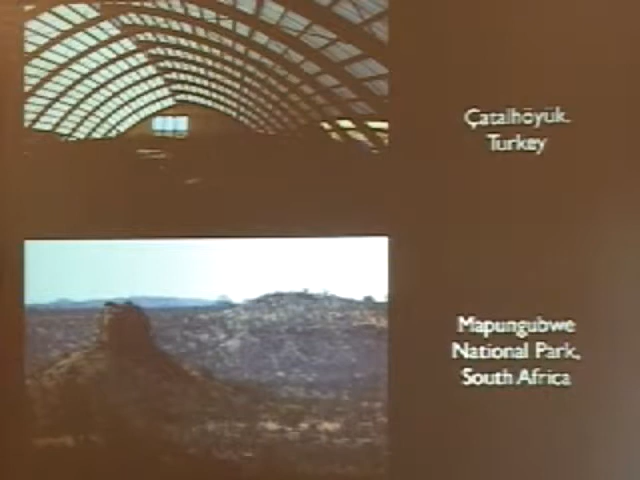 Çatalhöyük.
Turkey
Mapungubwe
National Park,
South Africa